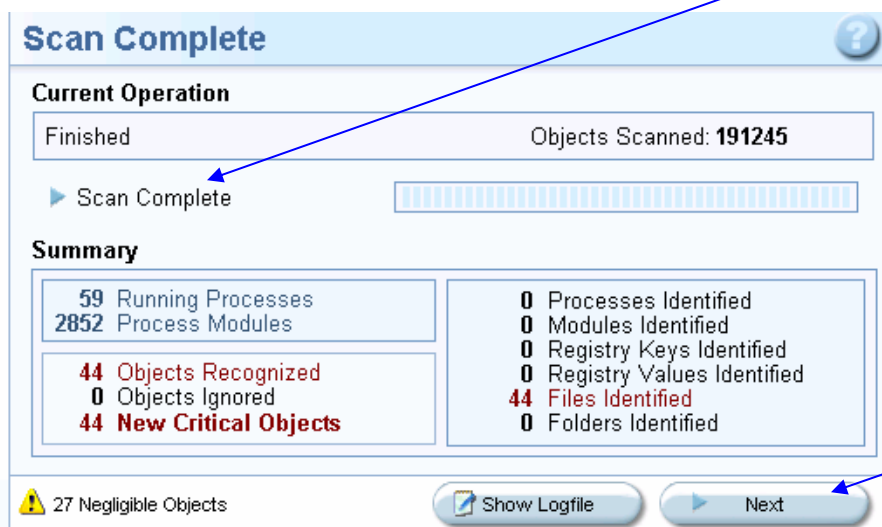 Scan Complete
?
Current Operation
Finished Objects Scanned: 191245
Scan Complete
Summary
59 Running Processes
2852 Process Modules
44 Objects Recognized
0 Objects Ignored
44 New Critical Objects
0 Processes Identified
0 Modules Identified
0 Registry Keys Identified
0 Registry Values Identified
44 Files Identified
0 Folders Identified
27 Negligible Objects
Show Logfile
Next